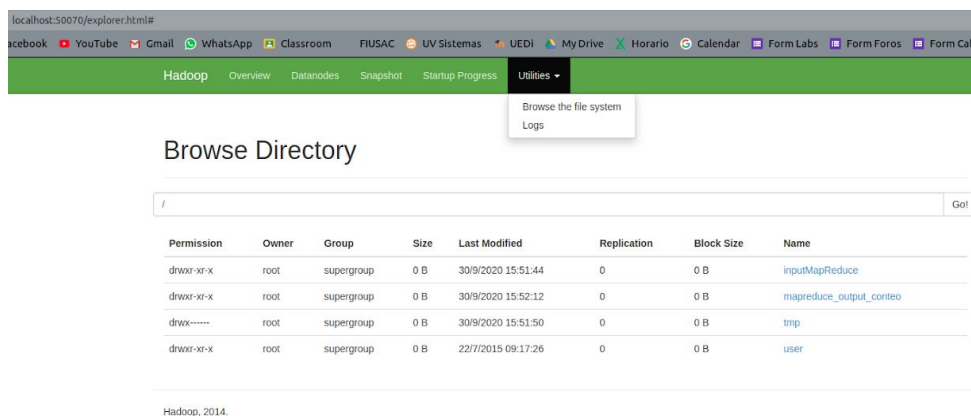 localhost:50070/explorer.html#
acebook YouTube Gmail WhatsApp Classroom FIUSAC UV Sistemas UEDi My Drive Horario Calendar Form Labs Form Foros Form Cal
Hadoop Overview Datanodes Snapshot Startup Progress Utilities
Browse the file system
Logs
Browse Directory
/ Go!
Permission Owner Group Size Last Modified Replication Block Size Name
drwxr-xr-x root supergroup 0 B 30/9/2020 15:51:44 0 0 B inputMapReduce
drwxr-xr-x root supergroup 0 B 30/9/2020 15:52:12 0 0 B mapreduce_output_conteo
drwx------ root supergroup 0 B 30/9/2020 15:51:50 0 0 B tmp
drwxr-xr-x root supergroup 0 B 22/7/2015 09:17:26 0 0 B user
Hadoop, 2014.